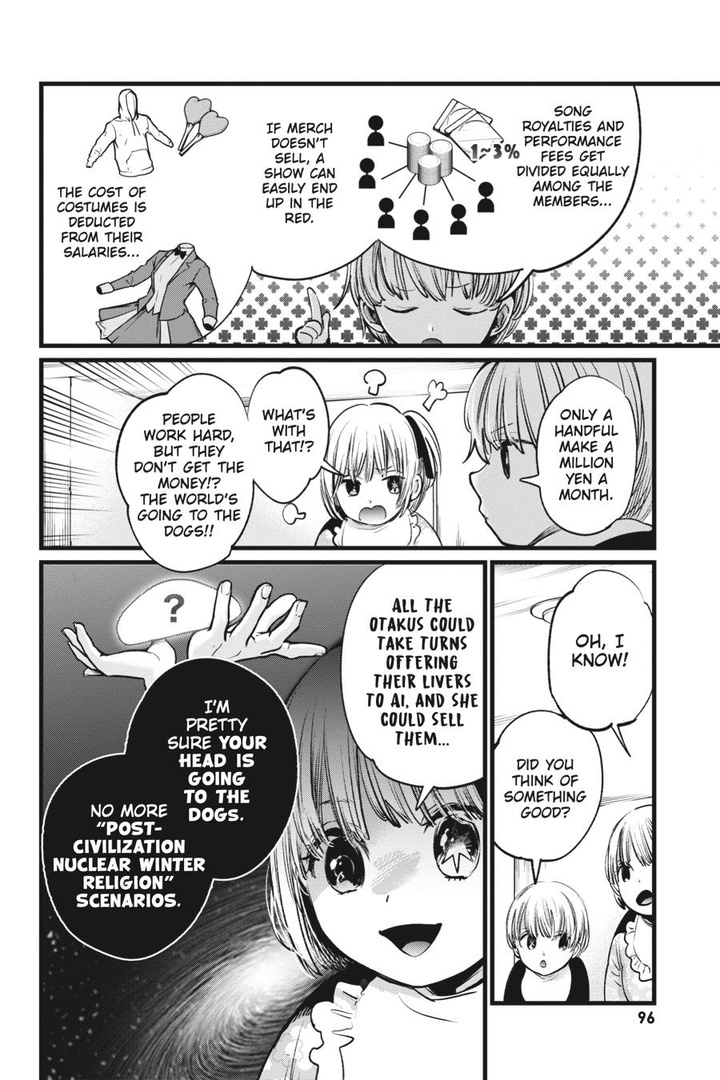 SONG
ROYALTIES AND
PERFORMANCE
FEES GET
DIVIDED EQUALLY
AMONG THE
MEMBERS...
1~3%
IF MERCH
DOESN'T
SELL, A
SHOW CAN
EASILY END
UP IN THE
RED.
THE COST OF
COSTUMES IS
DEDUCTED
FROM THEIR
SALARIES...
ONLY A
HANDFUL
MAKE A
MILLION
YEN A
MONTH.
WHAT'S
WITH
THAT!?
PEOPLE
WORK HARD,
BUT THEY
DON'T GET THE
MONEY!?
THE WORLD'S
GOING TO THE
DOGS!!
OH, I
KNOW!
DID YOU
THINK OF
SOMETHING
GOOD?
ALL THE
OTAKUS COULD
TAKE TURNS
OFFERING
THEIR LIVERS
TO AI, AND SHE
COULD SELL
THEM...
?
I'M
PRETTY
SURE YOUR
HEAD IS
GOING
TO THE
DOGS.
NO MORE
"POST-
CIVILIZATION
NUCLEAR WINTER
RELIGION"
SCENARIOS.
96